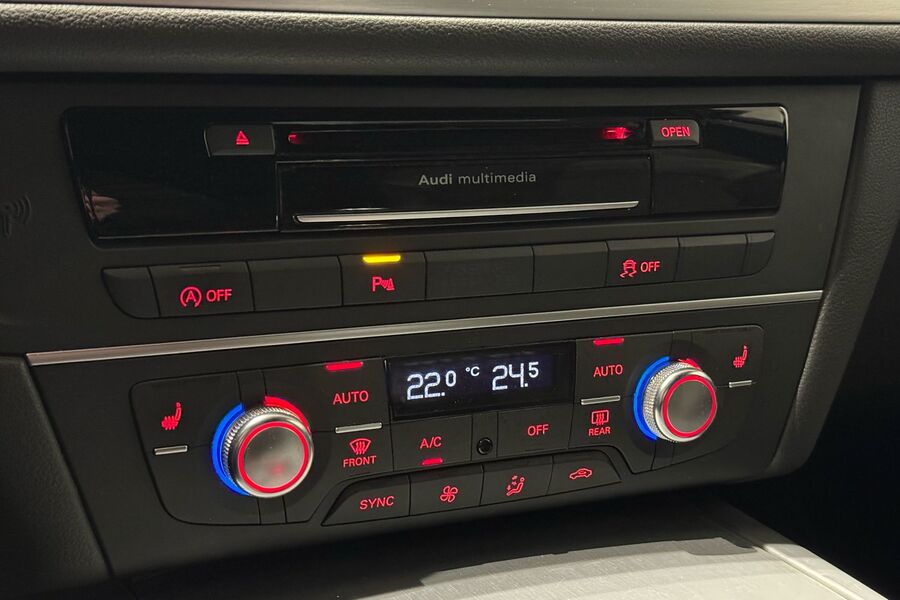 OPEN
Audi multimedia
A OFF
P
OFF
22.0 °C 24.5
AUTO
AUTO
A/C
OFF
FRONT
REAR
SYNC